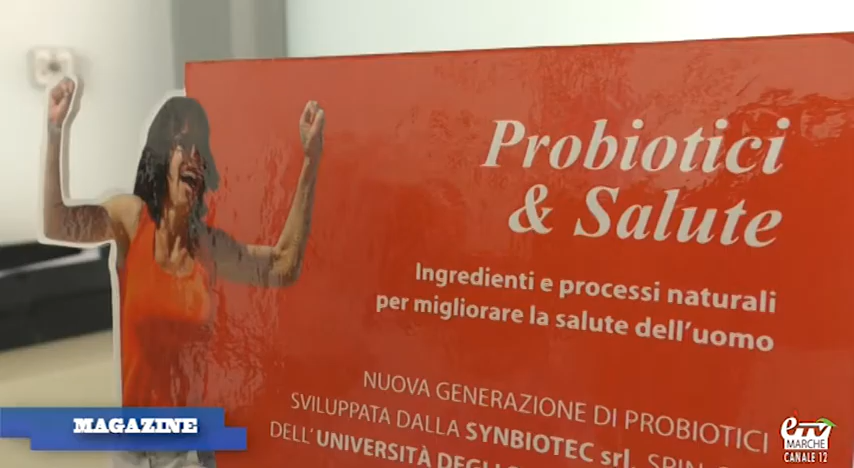 Probiotici
& Salute
Ingredienti e processi naturali
per migliorare la salute dell'uomo
NUOVA GENERAZIONE DI PROBIOTICI
SVILUPPATA DALLA SYNBIOTEC srl,
DELL'UNIVERSITÀ
MAGAZINE
eTV
MARCHE
CANALE 12